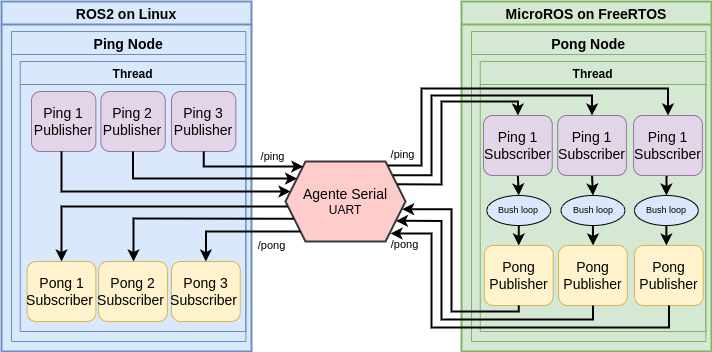 ROS2 on Linux
Ping Node
Thread
Ping 1
Publisher
Ping 2
Publisher
Ping 3
Publisher
Pong 1
Subscriber
Pong 2
Subscriber
Pong 3
Subscriber
/ping
/pong
Agente Serial
UART
/ping
/pong
MicroROS on FreeRTOS
Pong Node
Thread
Ping 1
Subscriber
Ping 1
Subscriber
Ping 1
Subscriber
Bush loop
Bush loop
Bush loop
Pong
Publisher
Pong
Publisher
Pong
Publisher